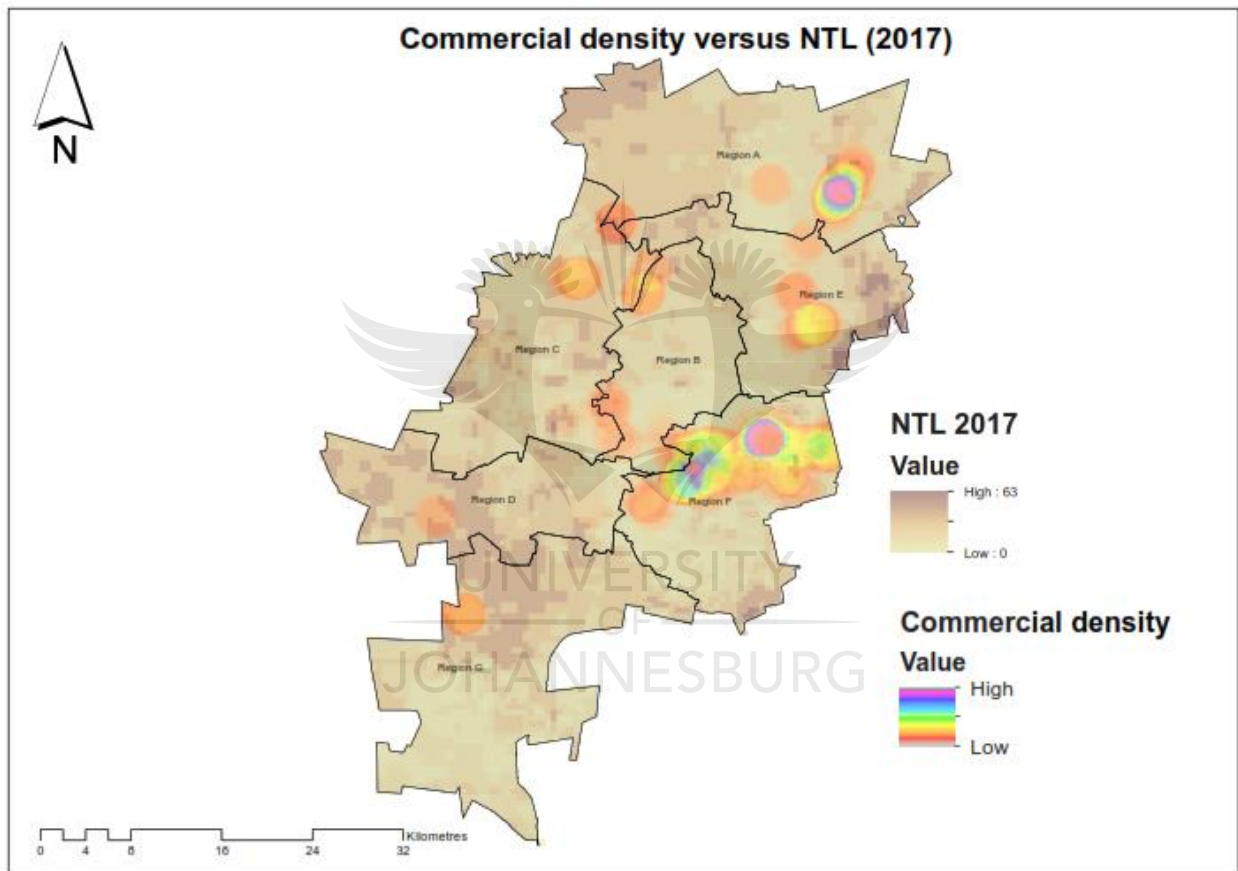 Commercial density versus NTL (2017)
N
Region A
Region E
Region C
Region B
NTL 2017
Value
High : 63
Low : 0
Region D
Region F
UNIVERSITY
OF
JOHANNESBURG
Region G
Commercial density
Value
High
Low
Kilometres
0 4 8 16 24 32